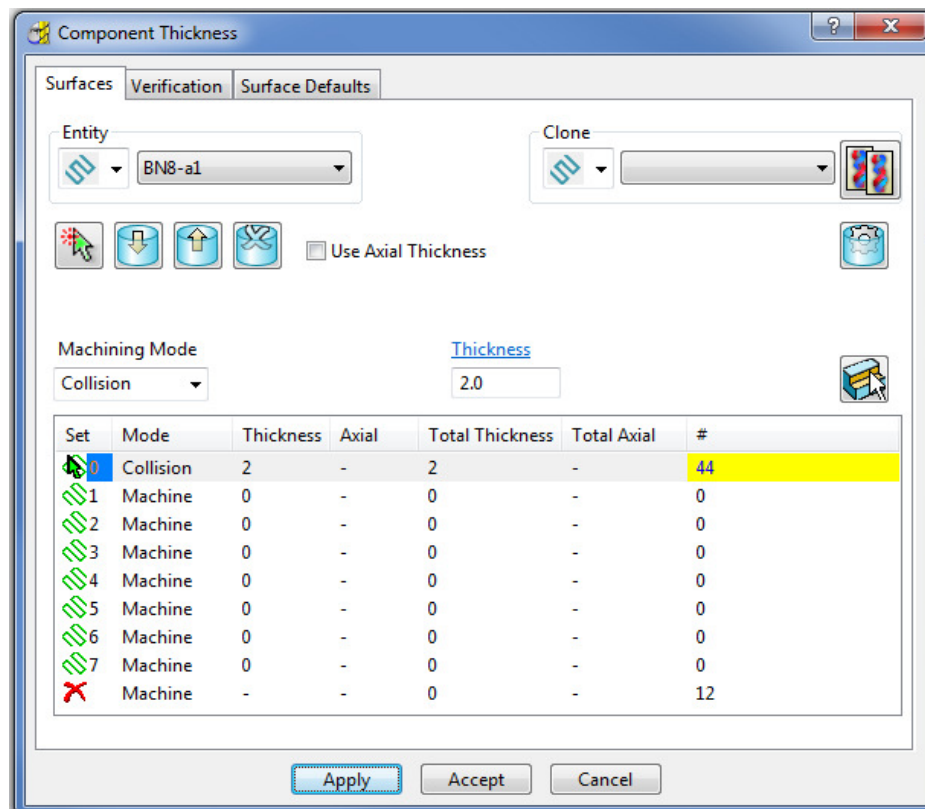 Component Thickness
Surfaces Verification Surface Defaults
Entity Clone
BN8-a1
Use Axial Thickness
Machining Mode Thickness
Collision 2.0
Set Mode Thickness Axial Total Thickness Total Axial #
0 Collision 2 - 2 - 44
1 Machine 0 - 0 - 0
2 Machine 0 - 0 - 0
3 Machine 0 - 0 - 0
4 Machine 0 - 0 - 0
5 Machine 0 - 0 - 0
6 Machine 0 - 0 - 0
7 Machine 0 - 0 - 0
Machine - - 0 - 12
Apply Accept Cancel